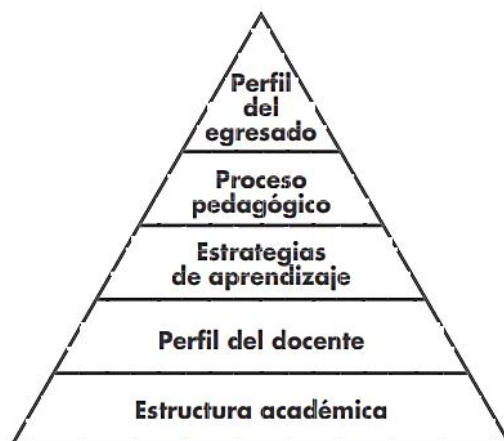 Perfil
del
egresado
Proceso
pedagógico
Estrategias
de aprendizaje
Perfil del docente
Estructura académica